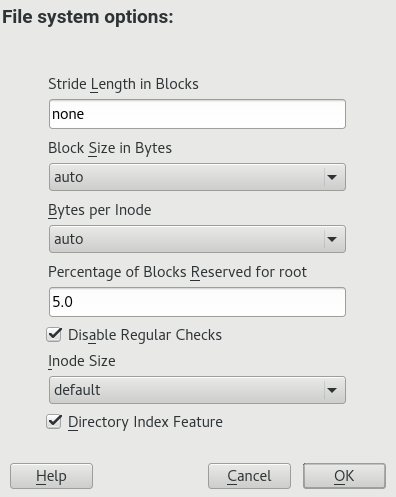 File system options:
Stride Length in Blocks
none
Block Size in Bytes
auto
Bytes per Inode
auto
Percentage of Blocks Reserved for root
5.0
Disable Regular Checks
Inode Size
default
Directory Index Feature
Help Cancel OK